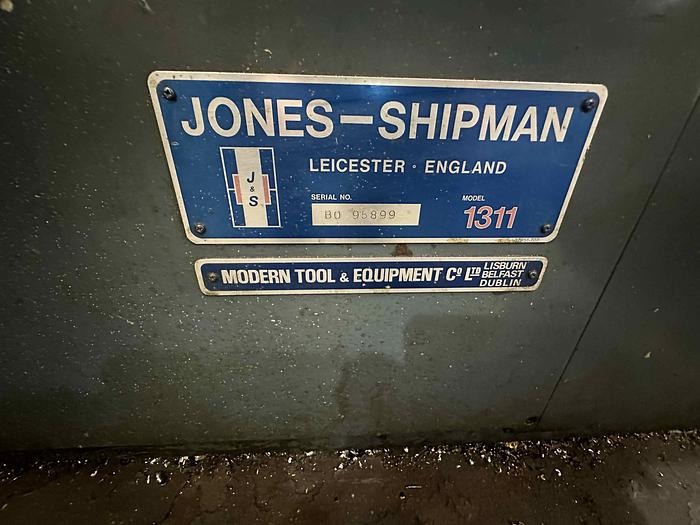 JONES—SHIPMAN
LEICESTER · ENGLAND
J
&
S
SERIAL NO.
BO 95899
MODEL
1311
MODERN TOOL & EQUIPMENT Cº LTD
LISBURN
BELFAST
DUBLIN